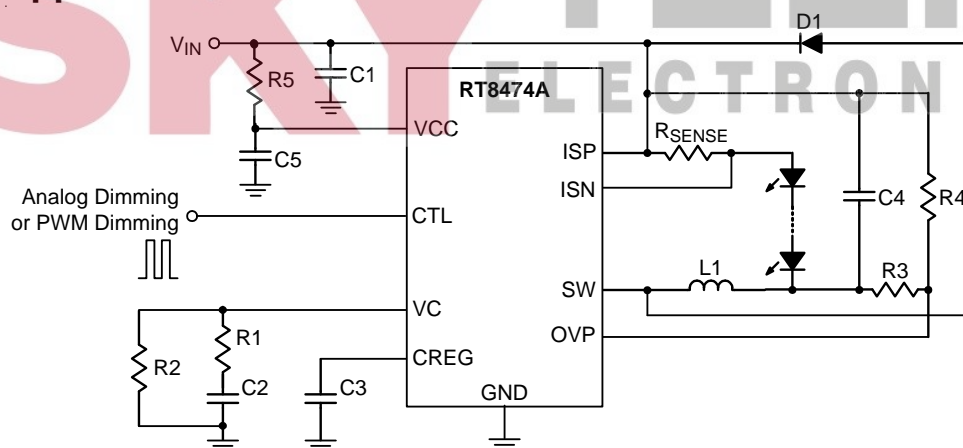 SKY
ELECTRON
D1
VIN
R5
C1
RT8474A
VCC
C5
ISP
RSENSE
ISN
Analog Dimming
or PWM Dimming
CTL
C4
R4
L1
R3
SW
VC
OVP
R1
R2
CREG
C2
C3
GND